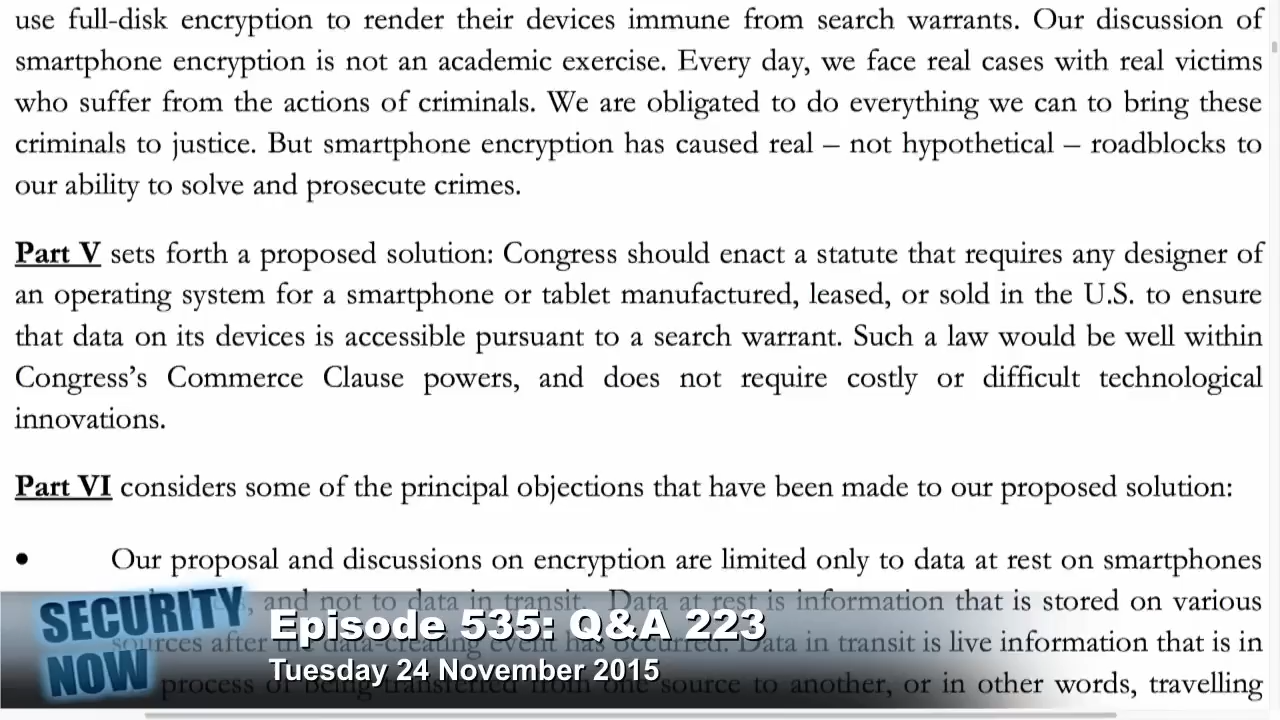 use full-disk encryption to render their devices immune from search warrants. Our discussion of
smartphone encryption is not an academic exercise. Every day, we face real cases with real victims
who suffer from the actions of criminals. We are obligated to do everything we can to bring these
criminals to justice. But smartphone encryption has caused real – not hypothetical – roadblocks to
our ability to solve and prosecute crimes.
Part V sets forth a proposed solution: Congress should enact a statute that requires any designer of
an operating system for a smartphone or tablet manufactured, leased, or sold in the U.S. to ensure
that data on its devices is accessible pursuant to a search warrant. Such a law would be well within
Congress’s Commerce Clause powers, and does not require costly or difficult technological
innovations.
Part VI considers some of the principal objections that have been made to our proposed solution:
• Our proposal and discussions on encryption are limited only to data at rest on smartphones
, and not to data in transit. Data at rest is information that is stored on various
sources after the data-creating event has occurred. Data in transit is live information that is in
process of being transferred from one source to another, or in other words, travelling
SECURITY NOW
Episode 535: Q&A 223
Tuesday 24 November 2015